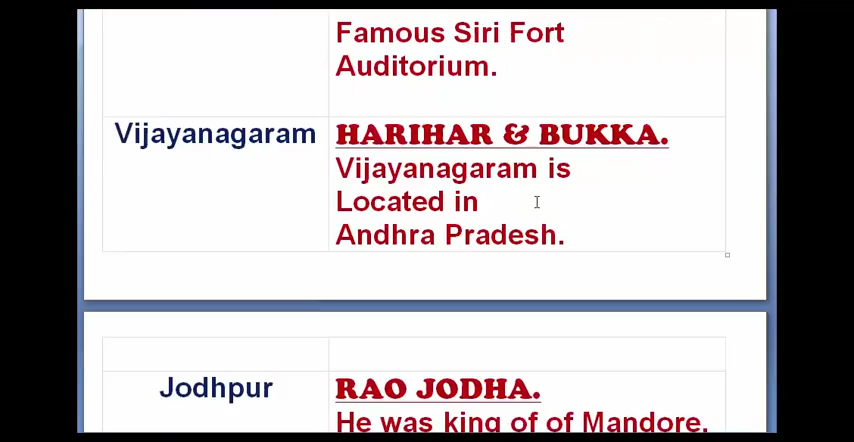 Famous Siri Fort
Auditorium.
Vijayanagaram HARIHAR & BUKKA.
Vijayanagaram is
Located in
Andhra Pradesh.
Jodhpur RAO JODHA.
He was king of of Mandore.